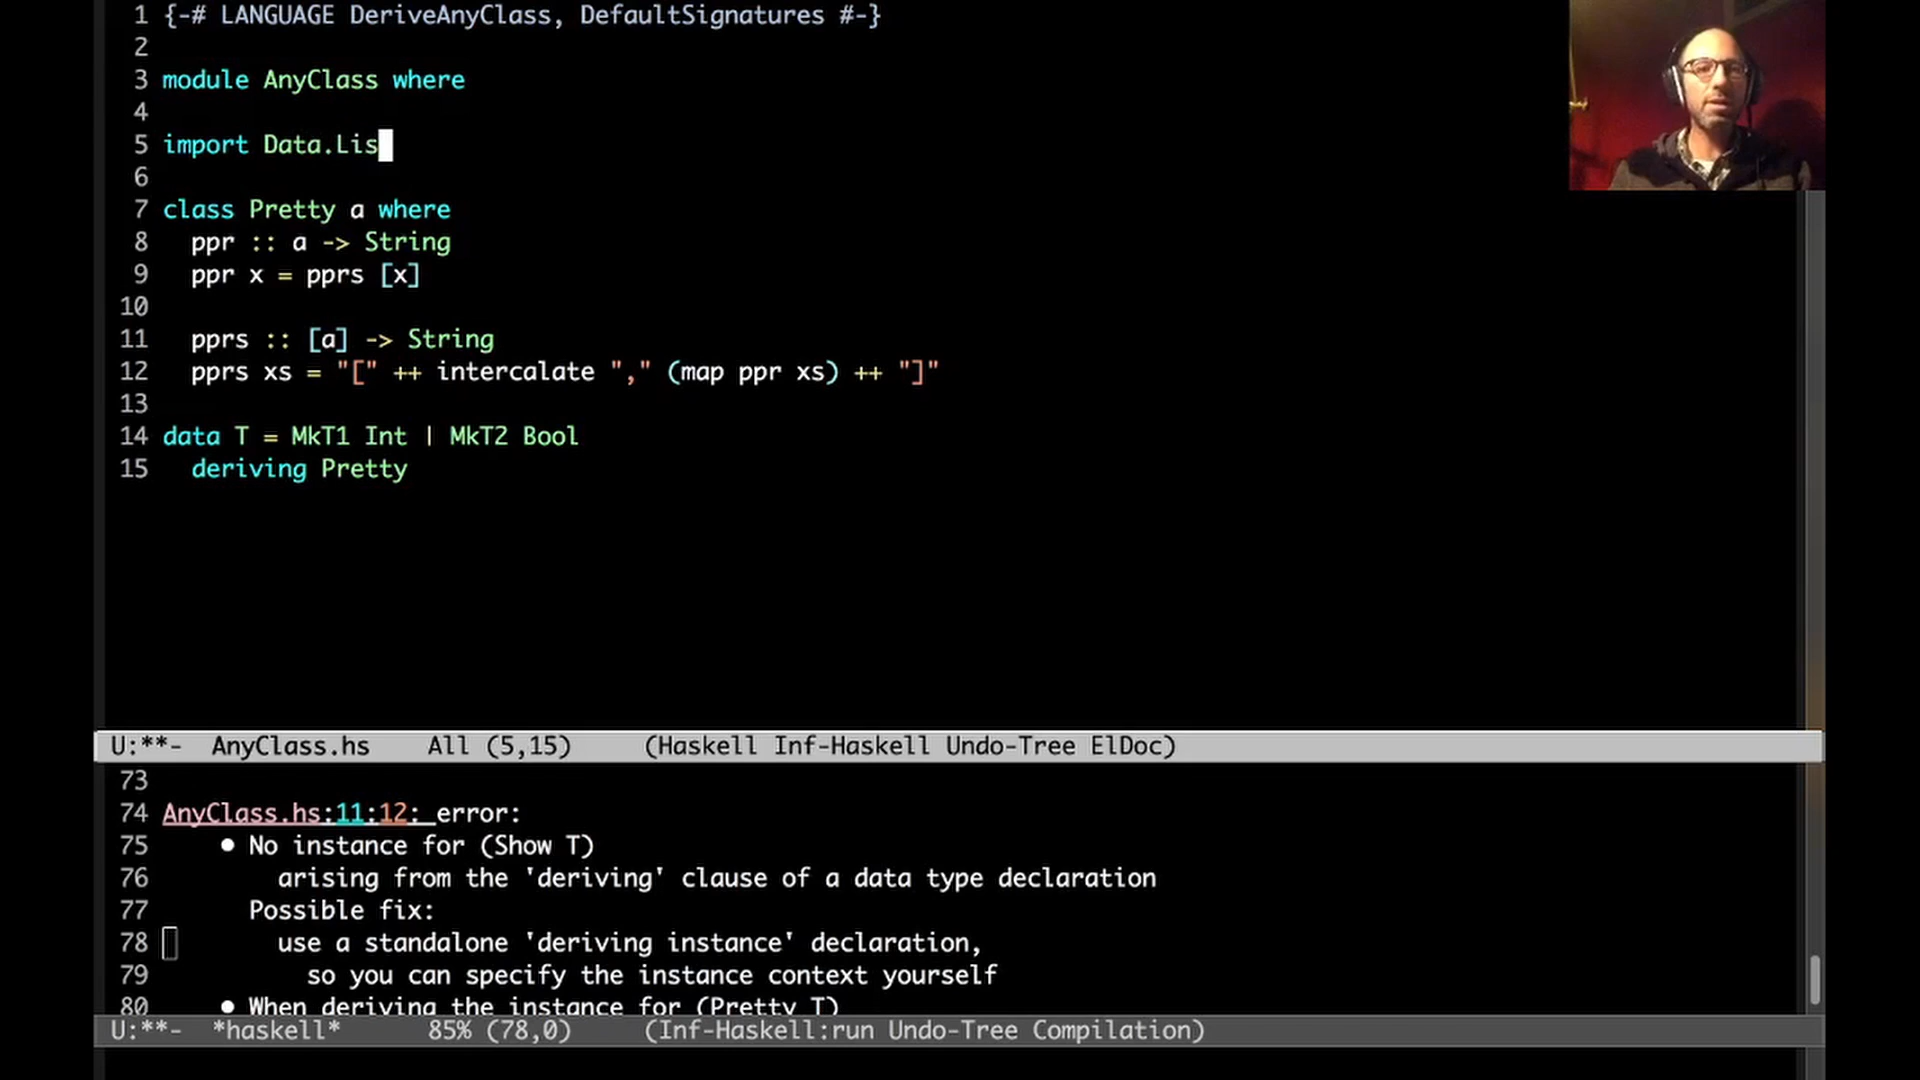 1 {-# LANGUAGE DeriveAnyClass, DefaultSignatures #-}
2
3 module AnyClass where
4
5 import Data.Lis
6
7 class Pretty a where
8   ppr :: a -> String
9   ppr x = pprs [x]
10
11   pprs :: [a] -> String
12   pprs xs = "[" ++ intercalate "," (map ppr xs) ++ "]"
13
14 data T = MkT1 Int | MkT2 Bool
15   deriving Pretty
U:**-  AnyClass.hs    All (5,15)     (Haskell Inf-Haskell Undo-Tree ElDoc)
73
74 AnyClass.hs:11:12: error:
75     • No instance for (Show T)
76         arising from the 'deriving' clause of a data type declaration
77       Possible fix:
78         use a standalone 'deriving instance' declaration,
79           so you can specify the instance context yourself
80     • When deriving the instance for (Pretty T)
U:**-  *haskell*      85% (78,0)     (Inf-Haskell:run Undo-Tree Compilation)